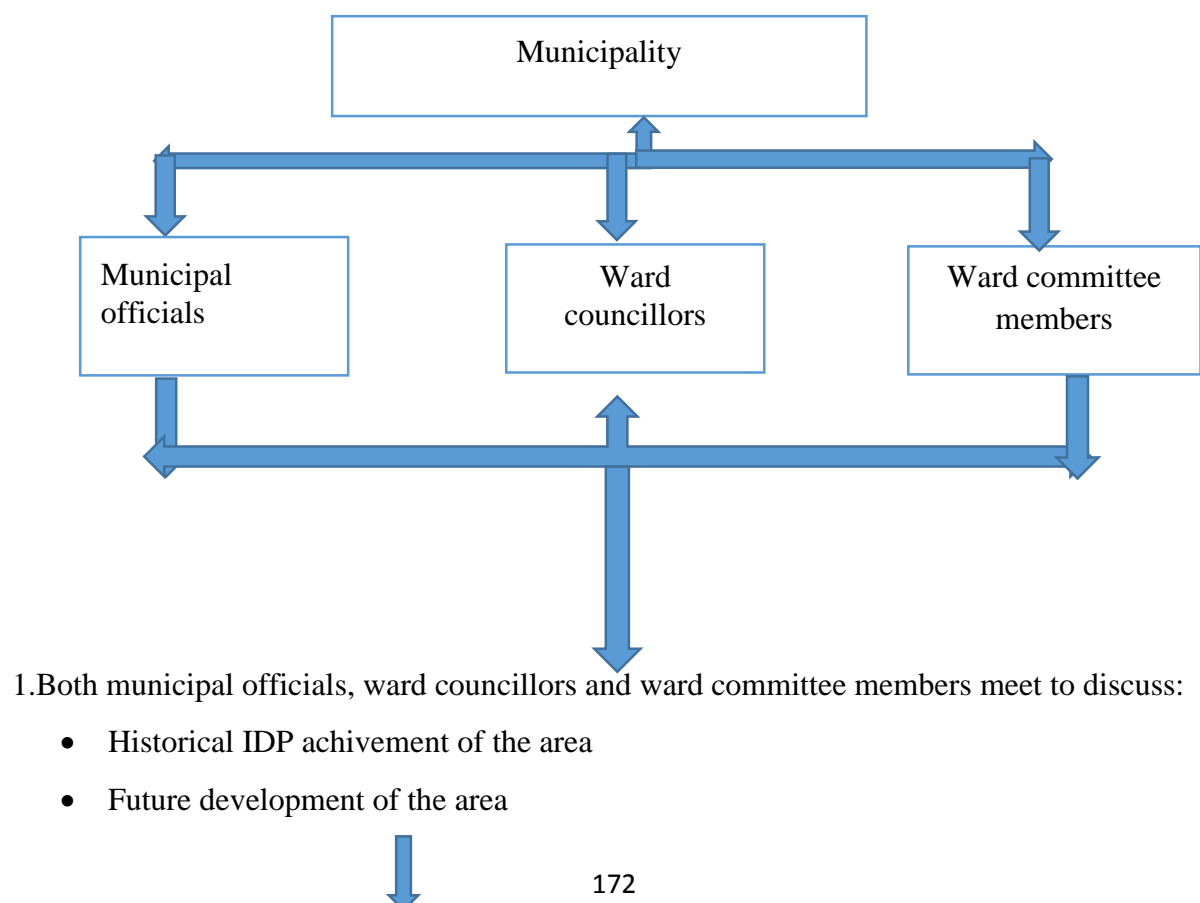 Municipality
Municipal
officials
Ward
councillors
Ward committee
members
1.Both municipal officials, ward councillors and ward committee members meet to discuss:
• Historical IDP achivement of the area
• Future development of the area
172